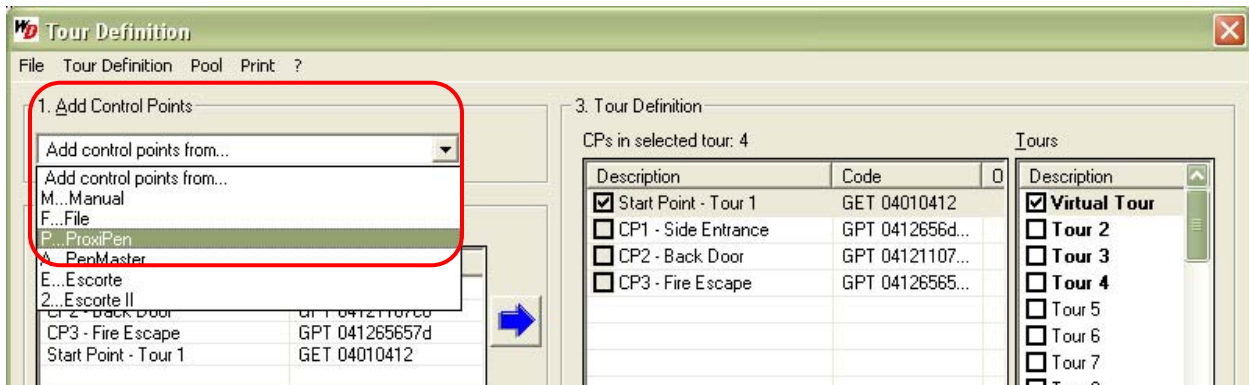 WD Tour Definition
File Tour Definition Pool Print ?
1. Add Control Points
Add control points from...
Add control points from...
M...Manual
F...File
P...ProxiPen
A...PenMaster
E...Escorte
2...Escorte II
CP3 - Fire Escape GPT 041265657d
Start Point - Tour 1 GET 04010412
3. Tour Definition
CPs in selected tour: 4
Description Code O
Start Point - Tour 1 GET 04010412
CP1 - Side Entrance GPT 0412656d...
CP2 - Back Door GPT 04121107...
CP3 - Fire Escape GPT 04126565...
Tours
Description
Virtual Tour
Tour 2
Tour 3
Tour 4
Tour 5
Tour 6
Tour 7